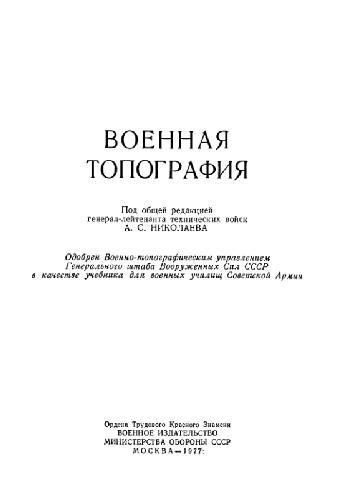 ВОЕННАЯ
ТОПОГРАФИЯ
Под общей редакцией
генерал-лейтенанта технических войск
А. С. НИКОЛАЕВА
Одобрен Военно-топографическим управлением
Генерального штаба Вооруженных Сил СССР
в качестве учебника для военных училищ Советской Армии
Ордена Трудового Красного Знамени
ВОЕННОЕ ИЗДАТЕЛЬСТВО
МИНИСТЕРСТВА ОБОРОНЫ СССР
МОСКВА—1977